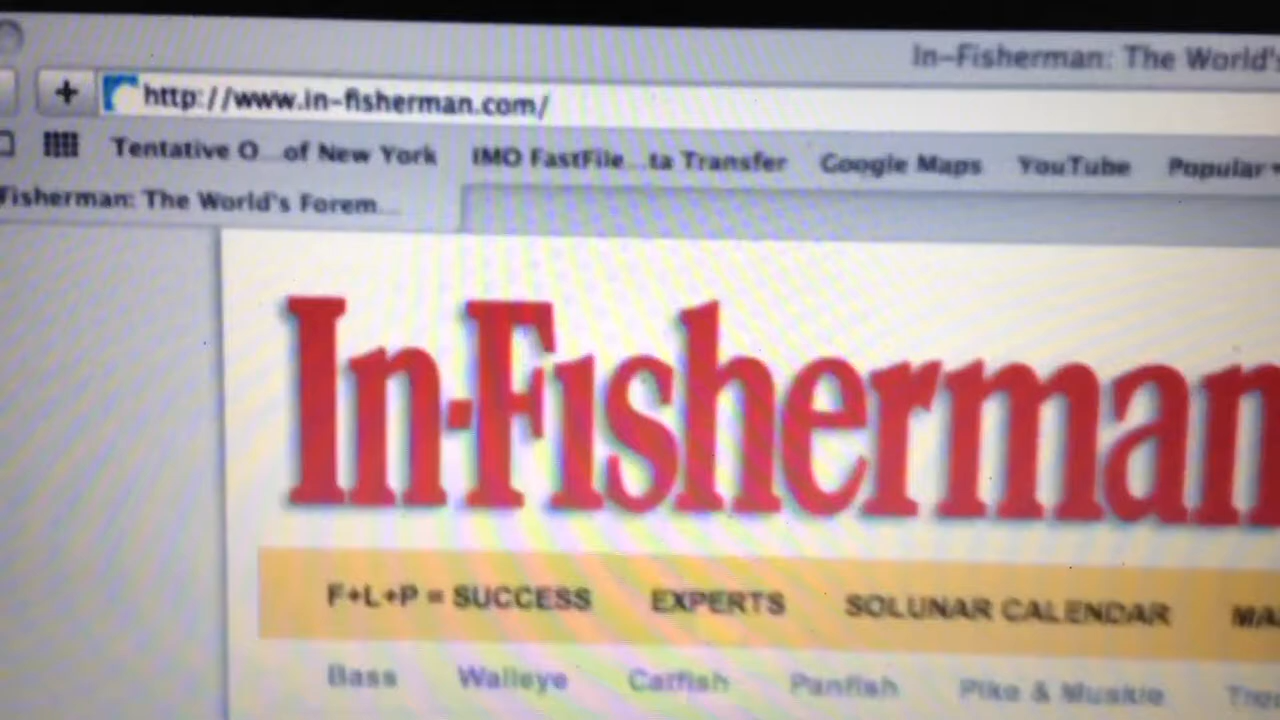 In-Fisherman: The World's
+ http://www.in-fisherman.com/
Tentative O...of New York IMO FastFile...ta Transfer Google Maps YouTube Popular
Fisherman: The World's Forem...
In-Fisherman
F+L+P = SUCCESS EXPERTS SOLUNAR CALENDAR
Bass Walleye Catfish Panfish Pike & Muskie